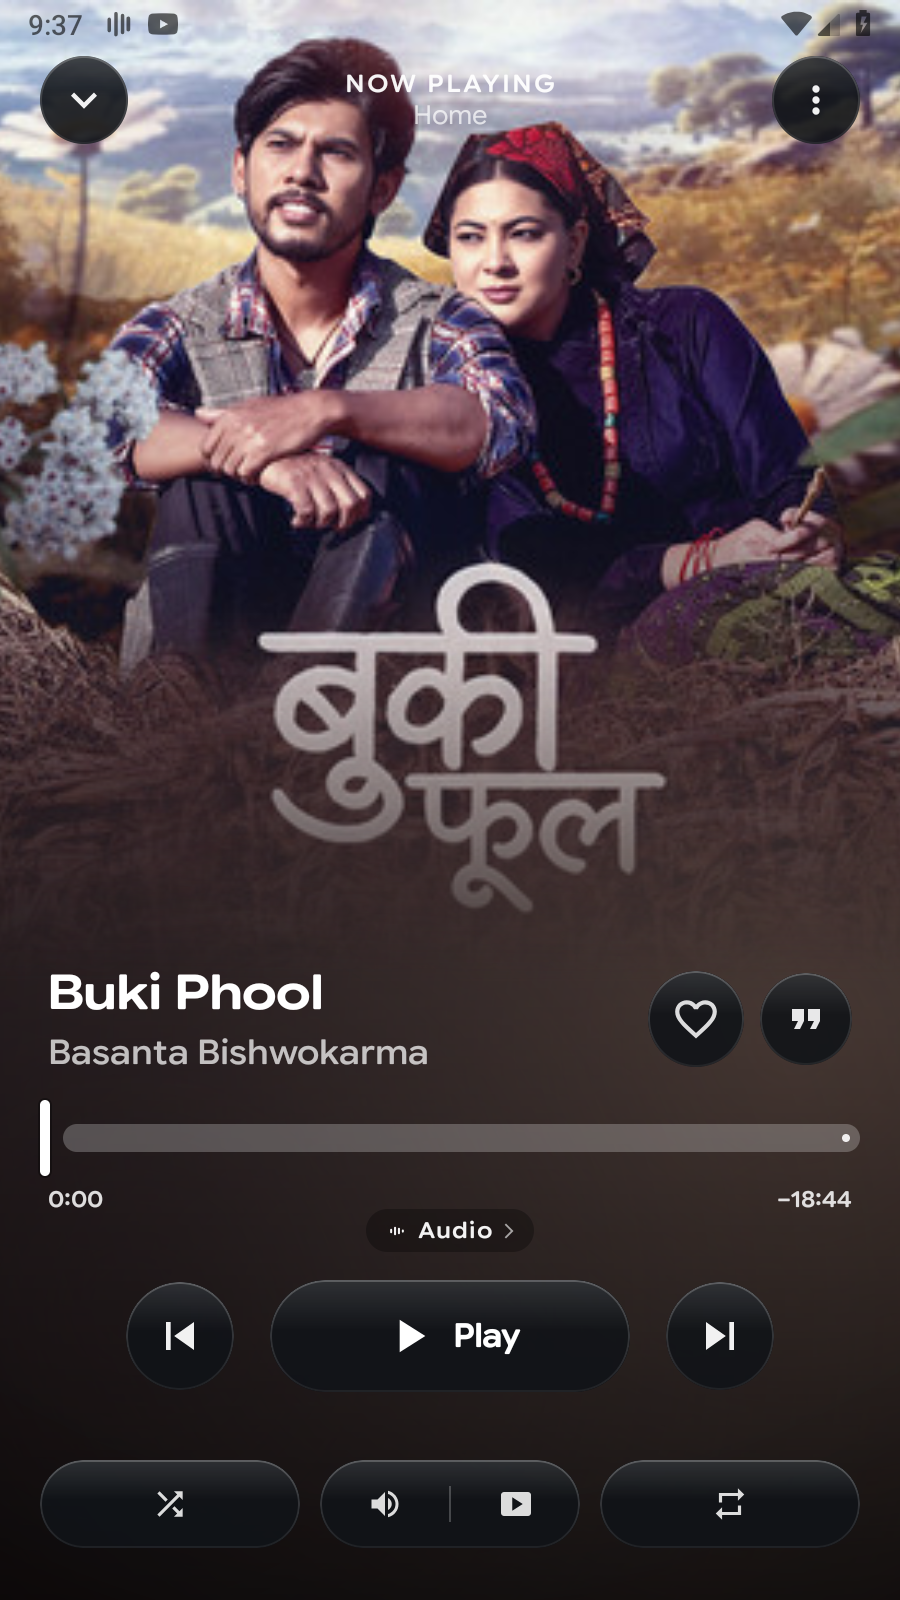 9:37
NOW PLAYING
Home
बुकी
फूल
Buki Phool
Basanta Bishwokarma
0:00
-18:44
Audio
Play